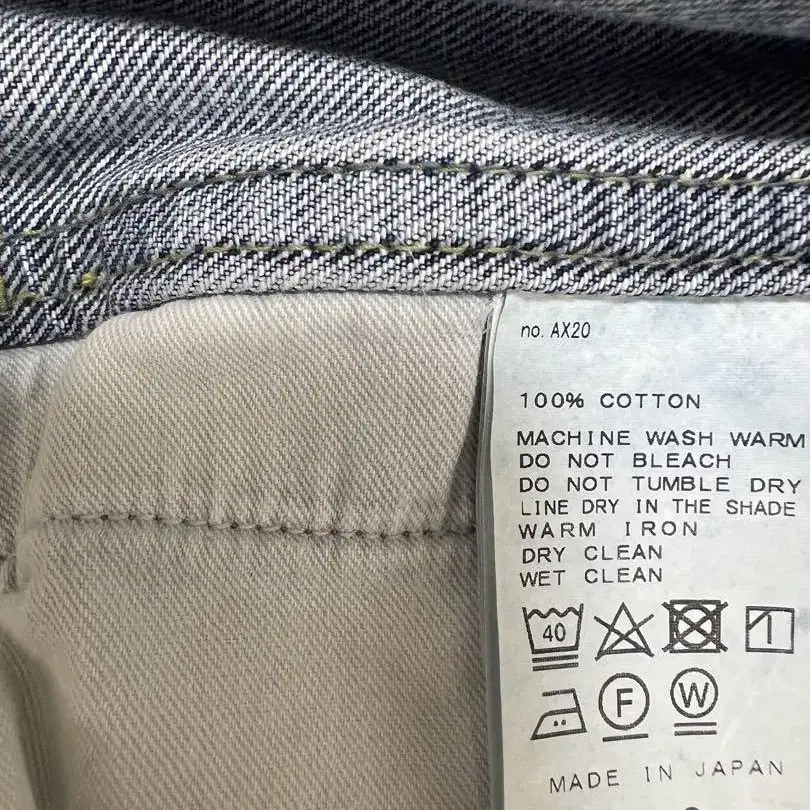 no. AX20
100% COTTON
MACHINE WASH WARM
DO NOT BLEACH
DO NOT TUMBLE DRY
LINE DRY IN THE SHADE
WARM IRON
DRY CLEAN
WET CLEAN
40
F W
MADE IN JAPAN